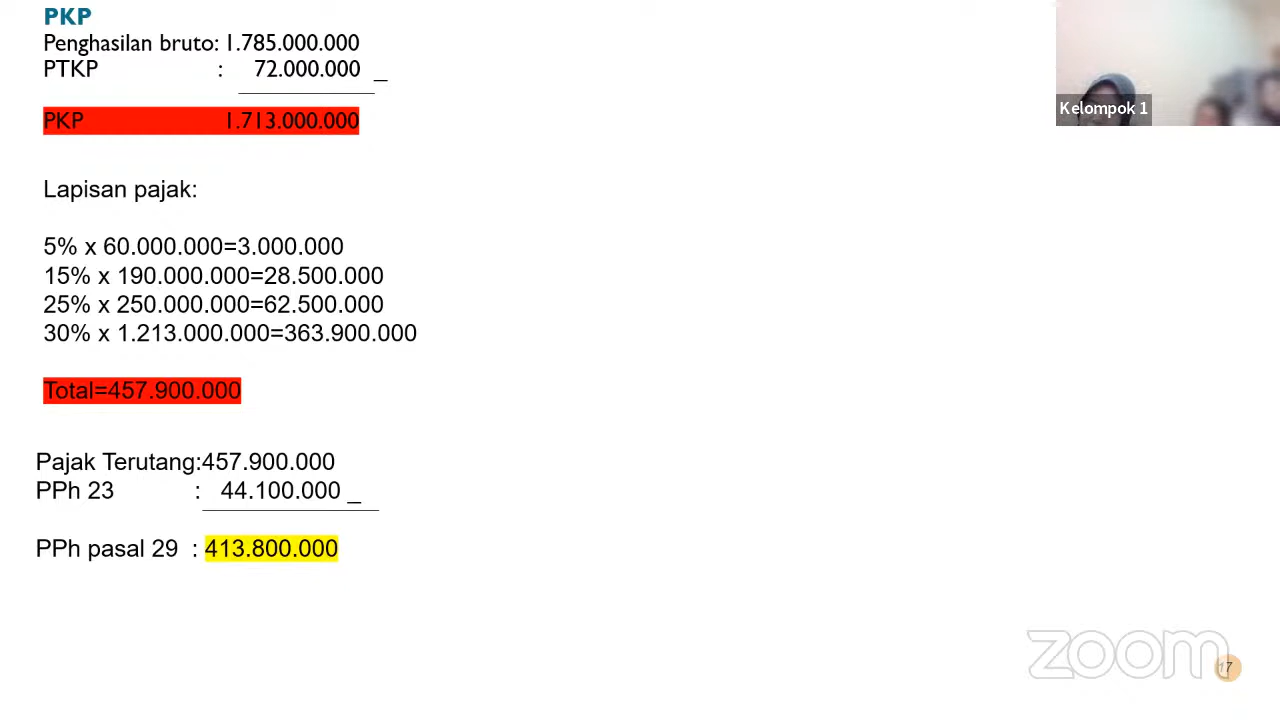 PKP
Penghasilan bruto: 1.785.000.000
PTKP : 72.000.000 _
PKP 1.713.000.000
Lapisan pajak:
5% x 60.000.000=3.000.000
15% x 190.000.000=28.500.000
25% x 250.000.000=62.500.000
30% x 1.213.000.000=363.900.000
Total=457.900.000
Pajak Terutang:457.900.000
PPh 23 : 44.100.000 _
PPh pasal 29 : 413.800.000
Kelompok 1
zoom
17